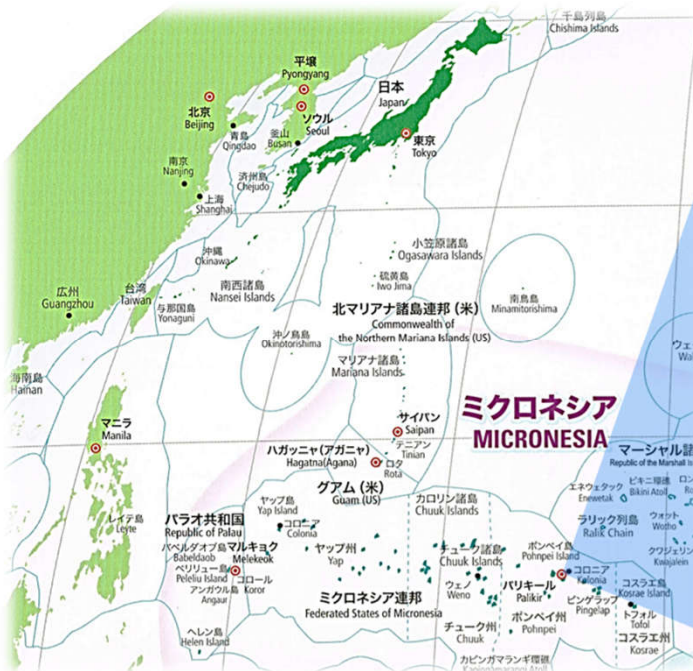 千島列島
Chishima Islands
平壌
Pyongyang
日本
Japan
北京
Beijing
ソウル
Seoul
青島
Qingdao
釜山
Busan
東京
Tokyo
南京
Nanjing
済州島
Chejudo
上海
Shanghai
沖縄
Okinawa
小笠原諸島
Ogasawara Islands
硫黄島
Iwo Jima
南西諸島
Nansei Islands
台湾
Taiwan
広州
Guangzhou
与那国島
Yonaguni
南鳥島
Minamitorishima
北マリアナ諸島連邦(米)
Commonwealth of
the Northern Mariana Islands (US)
沖ノ鳥島
Okinotorishima
マリアナ諸島
Mariana Islands
海南島
Hainan
ウェ
Wa
ミクロネシア
MICRONESIA
マニラ
Manila
サイパン
Saipan
テニアン
Tinian
ハガッニャ(アガニャ)
Hagatna(Agana)
ロタ
Rota
マーシャル諸
Republic of the Marshall Is
グアム(米)
Guam (US)
エネウェタック
Enewetak
ビキニ環礁
Bikini Atoll
ロン
Ro
ヤップ島
Yap Island
カロリン諸島
Chuuk Islands
レイテ島
Leyte
パラオ共和国
Republic of Palau
コロニア
Colonia
ラリック列島
Ralik Chain
ウォット
Wotho
バベルダオブ島
Babeldaob
マルキョク
Melekeok
ヤップ州
Yap
チューク諸島
Chuuk Islands
ポンペイ島
Pohnpei Island
クワジェリン
Kwajalein
ペリリュー島
Peleliu Island
コロール
Koror
ウェノ
Weno
パリキール
Palikir
コロニア
Kolonia
コスラエ島
Kosrae Island
アンガウル島
Angaur
ミクロネシア連邦
Federated States of Micronesia
ピンゲラップ
Pingelap
トフォル
Tofol
チューク州
Chuuk
ポンペイ州
Pohnpei
コスラエ州
Kosrae
ヘレン島
Helen Island
カピンガマランギ環礁